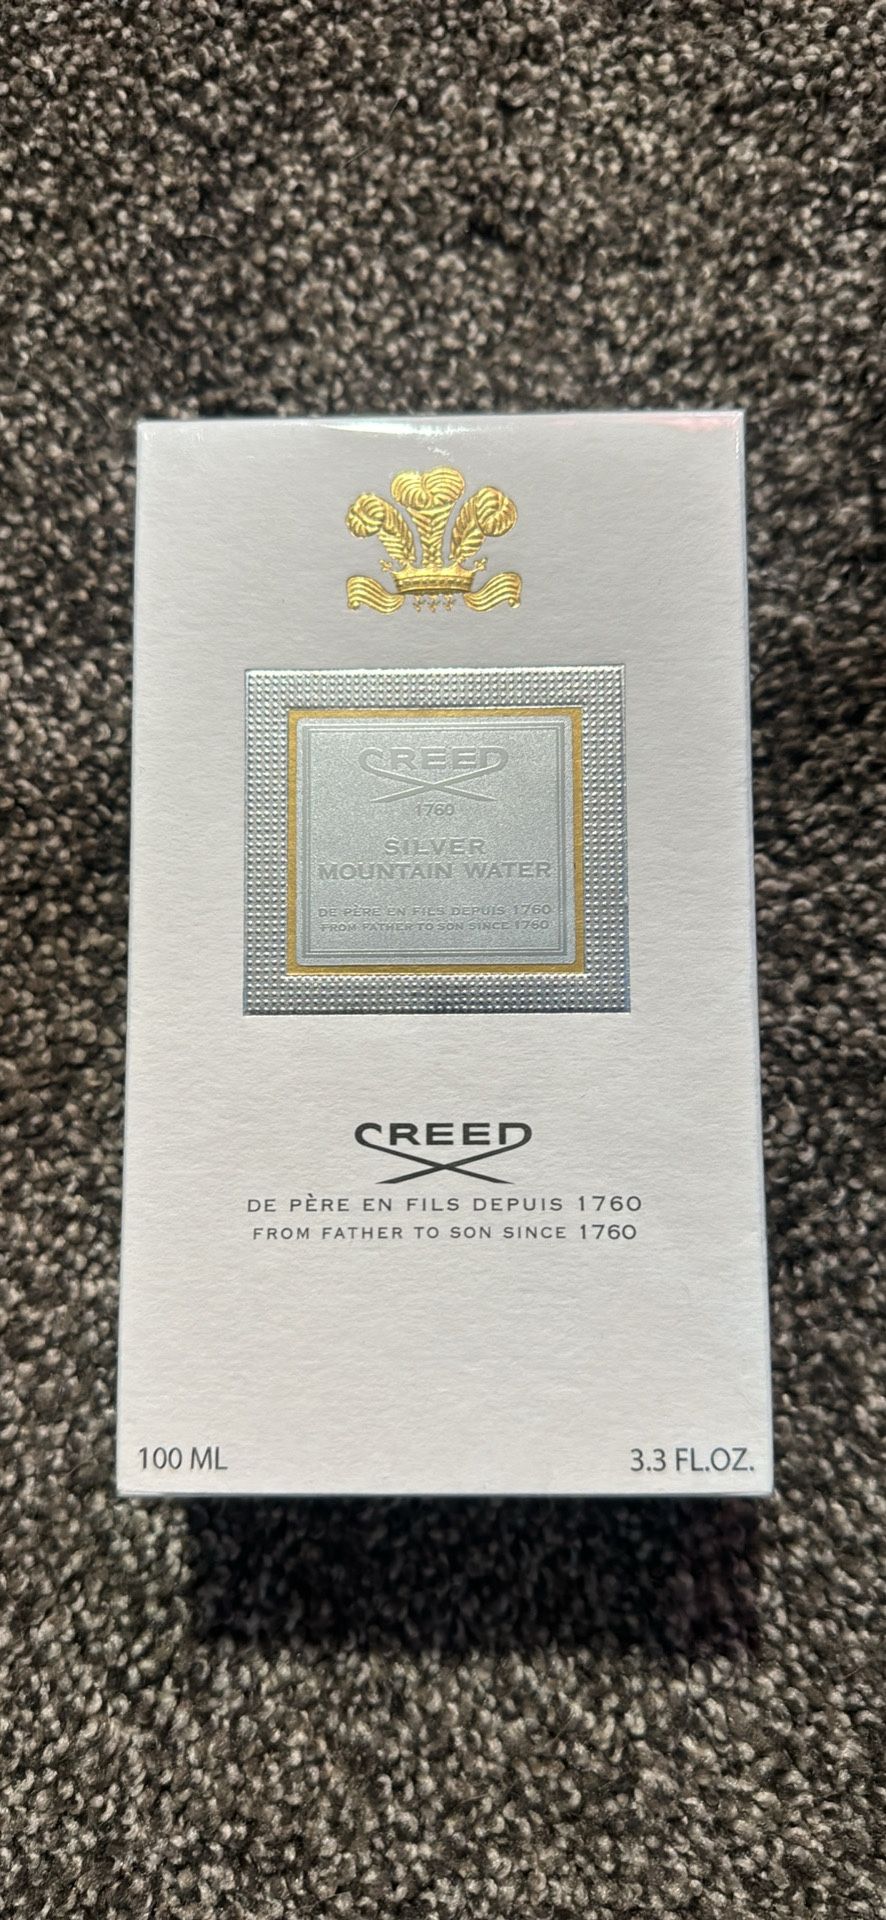 CREED
1760
SILVER
MOUNTAIN WATER
DE PÈRE EN FILS DEPUIS 1760
FROM FATHER TO SON SINCE 1760
CREED
DE PÈRE EN FILS DEPUIS 1760
FROM FATHER TO SON SINCE 1760
100 ML
3.3 FL.OZ.